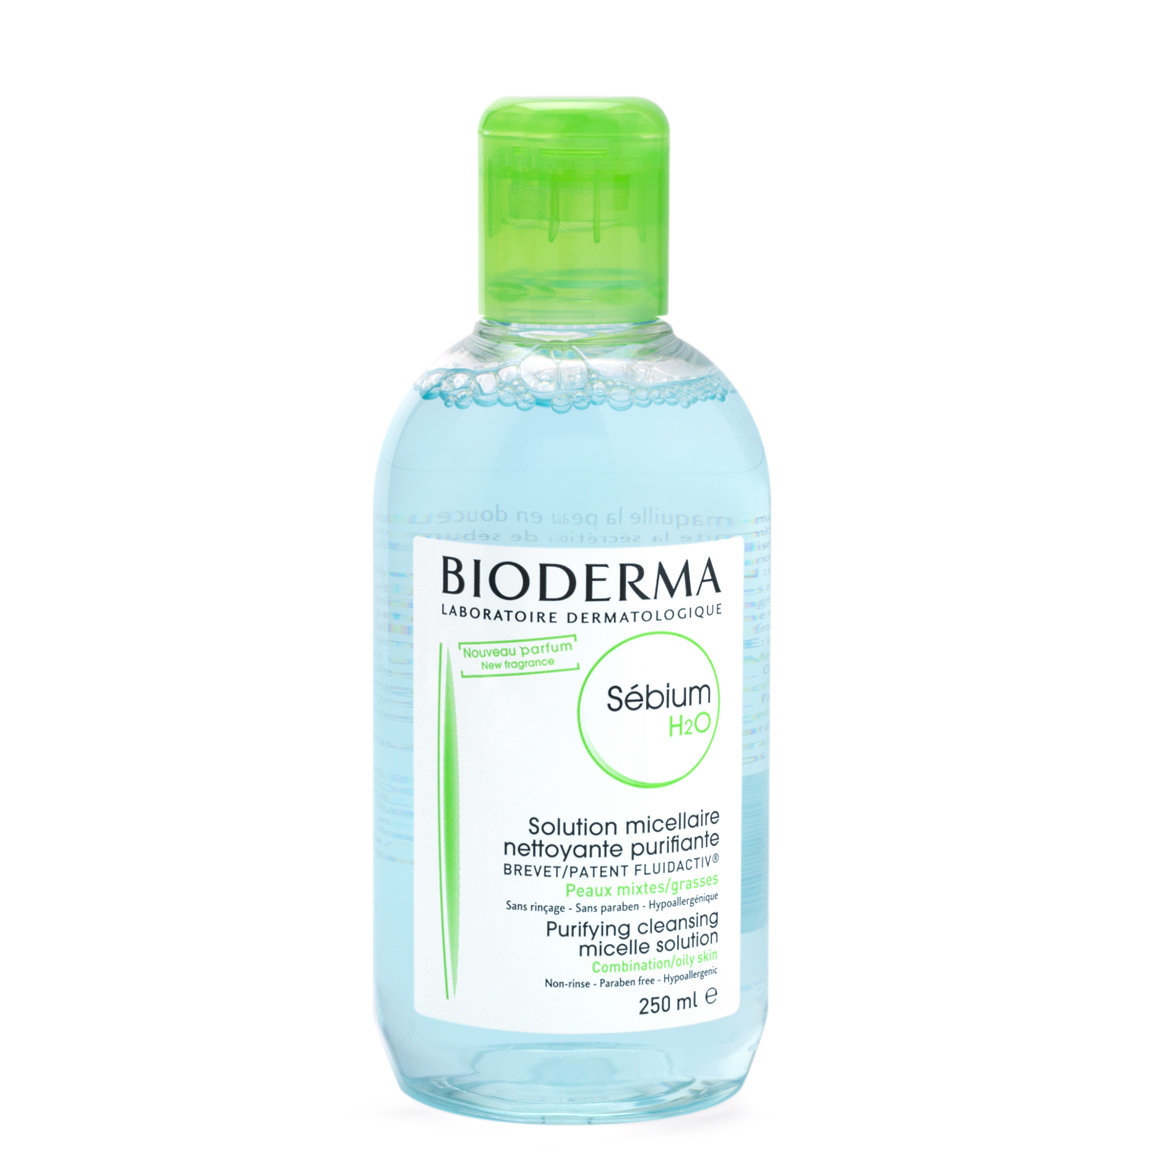 BIODERMA
LABORATOIRE DERMATOLOGIQUE
Nouveau parfum
New fragrance
Sébium
H2O
Solution micellaire
nettoyante purifiante
BREVET/PATENT FLUIDACTIV®
Peaux mixtes/grasses
Sans rinçage - Sans paraben - Hypoallergénique
Purifying cleansing
micelle solution
Combination/oily skin
Non-rinse - Paraben free - Hypoallergenic
250 ml ℮